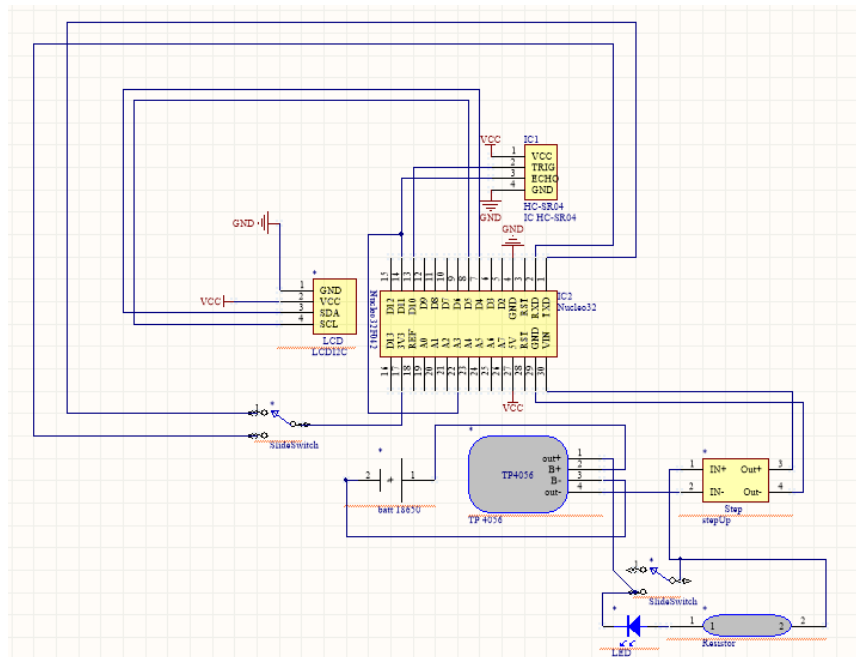 VCC
IC1
1 VCC
2 TRIG
3 ECHO
4 GND
GND
HC-SR04
IC HC-SR04
GND
GND
1 GND
2 VCC
3 SDA
4 SCL
VCC
LCD
LCDI2C
15 14 13 12 11 10 9 8 7 6 5 4 3 2 1
D12 D11 D10 D9 D8 D7 D6 D5 D4 D3 D2 GND RST RXD TXD
IC2
Nucleo32
Nucleo32F042
D13 3V3 REF A0 A1 A2 A3 A4 A5 A6 A7 5V RST GND VIN
16 17 18 19 20 21 22 23 24 25 26 27 28 29 30
VCC
1
SlideSwitch
2 1
batt 18650
TP4056
out+ 1
B+ 2
B- 3
out- 4
TP 4056
1 IN+ Out+ 3
2 IN- Out- 4
Step
stepUp
1
SlideSwitch
LED
1 1 2 2
Resistor